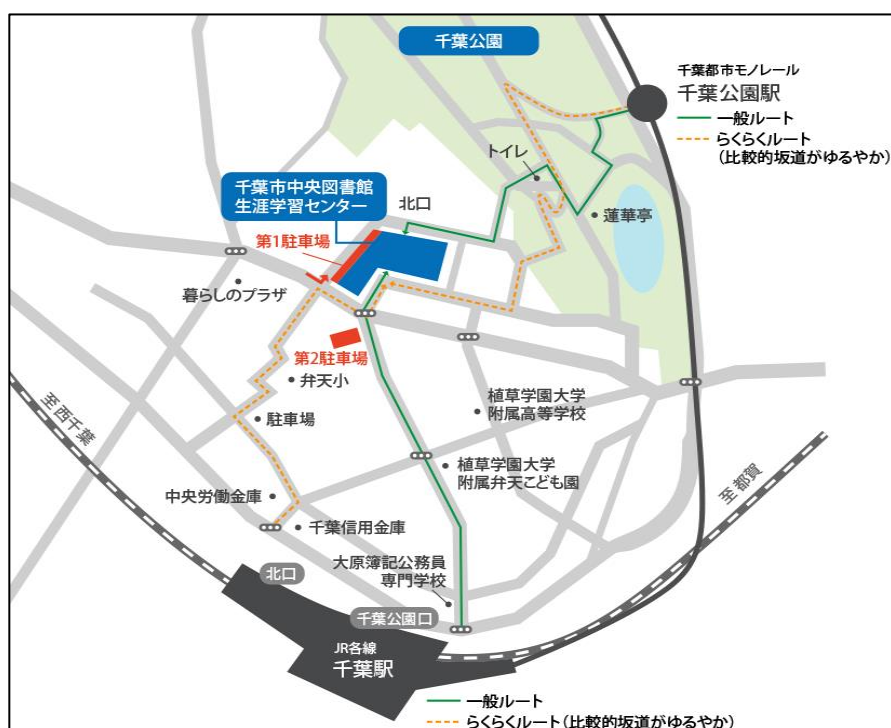 千葉公園
千葉都市モノレール
千葉公園駅
一般ルート
らくらくルート
(比較的坂道がゆるやか)
トイレ
千葉市中央図書館
生涯学習センター
北口
蓮華亭
第1駐車場
暮らしのプラザ
第2駐車場
弁天小
植草学園大学
附属高等学校
駐車場
至西千葉
植草学園大学
附属弁天こども園
至都賀
中央労働金庫
千葉信用金庫
大原簿記公務員
専門学校
北口
千葉公園口
JR各線
千葉駅
一般ルート
らくらくルート(比較的坂道がゆるやか)